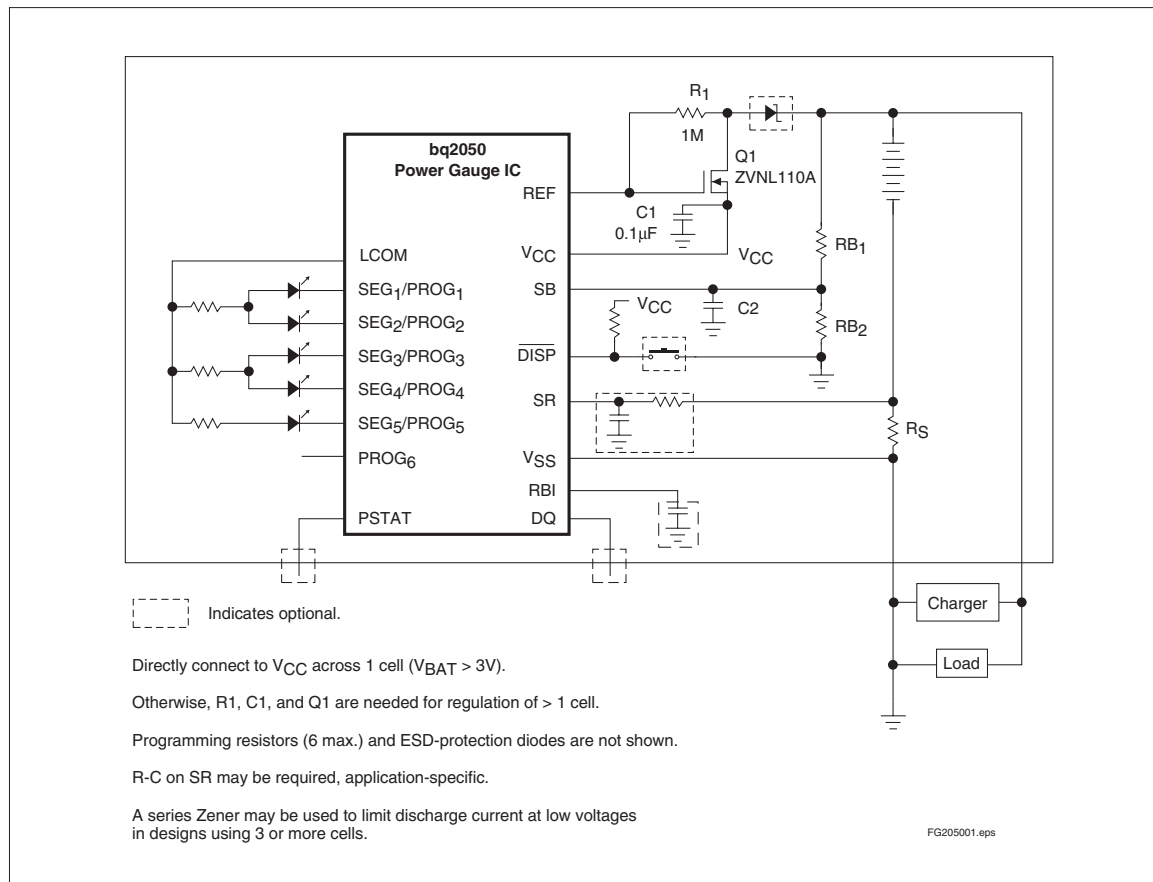 bq2050
Power Gauge IC
R1
1M
Q1
ZVNL110A
REF
C1
0.1µF
VCC
VCC
LCOM
SEG1/PROG1
SEG2/PROG2
SEG3/PROG3
SEG4/PROG4
SEG5/PROG5
PROG6
PSTAT
SB
C2
RB1
RB2
VCC
DISP
SR
RS
VSS
RBI
DQ
Charger
Load
Indicates optional.
Directly connect to VCC across 1 cell (VBAT > 3V).
Otherwise, R1, C1, and Q1 are needed for regulation of > 1 cell.
Programming resistors (6 max.) and ESD-protection diodes are not shown.
R-C on SR may be required, application-specific.
A series Zener may be used to limit discharge current at low voltages
in designs using 3 or more cells.
FG205001.eps